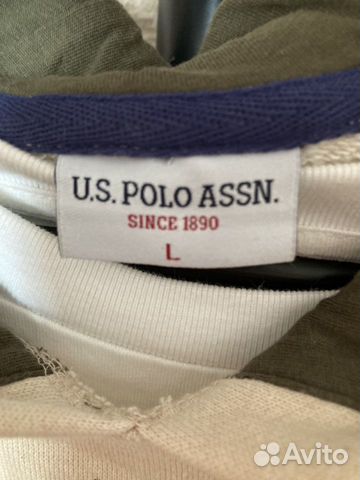 U.S. POLO ASSN.
SINCE 1890
L
Avito